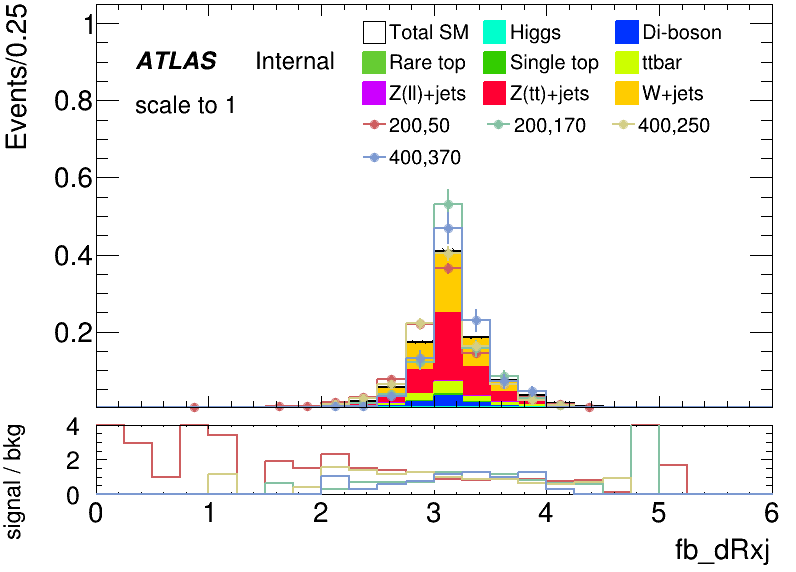 Events/0.25
1
0.8
0.6
0.4
0.2
ATLAS Internal
scale to 1
Total SM Higgs Di-boson
Rare top Single top ttbar
Z(ll)+jets Z(tt)+jets W+jets
200,50 200,170 400,250
400,370
signal / bkg
4
2
0
0 1 2 3 4 5 6
fb_dRxj